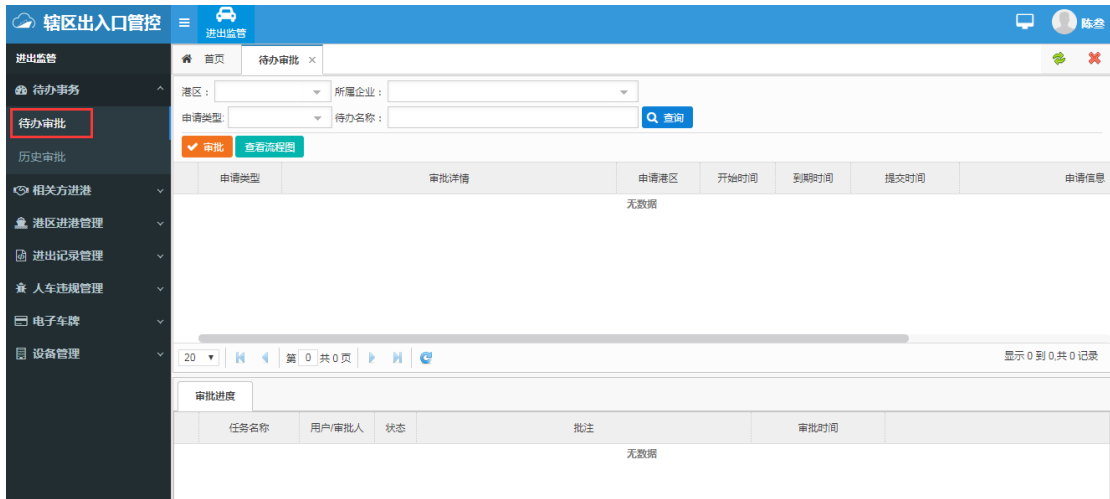 辖区出入口管控
进出监管
陈叁
进出监管
首页
待办审批
待办事务
待办审批
历史审批
相关方进港
港区进港管理
进出记录管理
人车违规管理
电子车牌
设备管理
港区：
所属企业：
申请类型:
待办名称：
查询
审批
查看流程图
申请类型 审批详情 申请港区 开始时间 到期时间 提交时间 申请信息
无数据
20 第 0 共 0 页
显示 0 到 0,共 0 记录
审批进度
任务名称 用户/审批人 状态 批注 审批时间
无数据